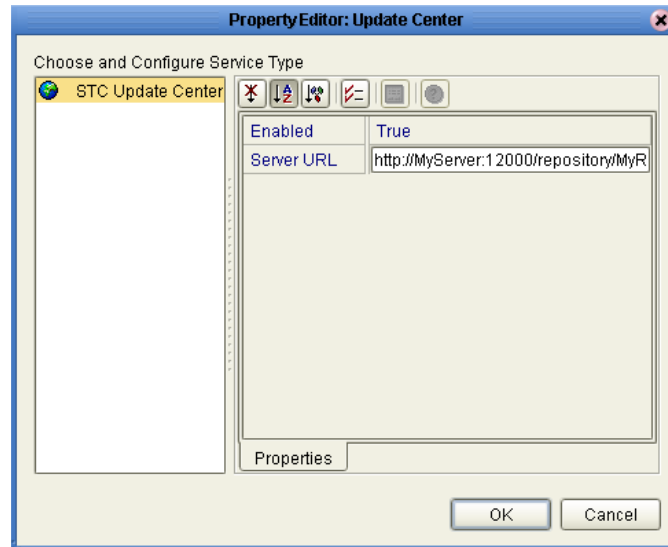 PropertyEditor: Update Center
Choose and Configure Service Type
STC Update Center
Enabled True
Server URL http://MyServer:12000/repository/MyR
Properties
OK Cancel